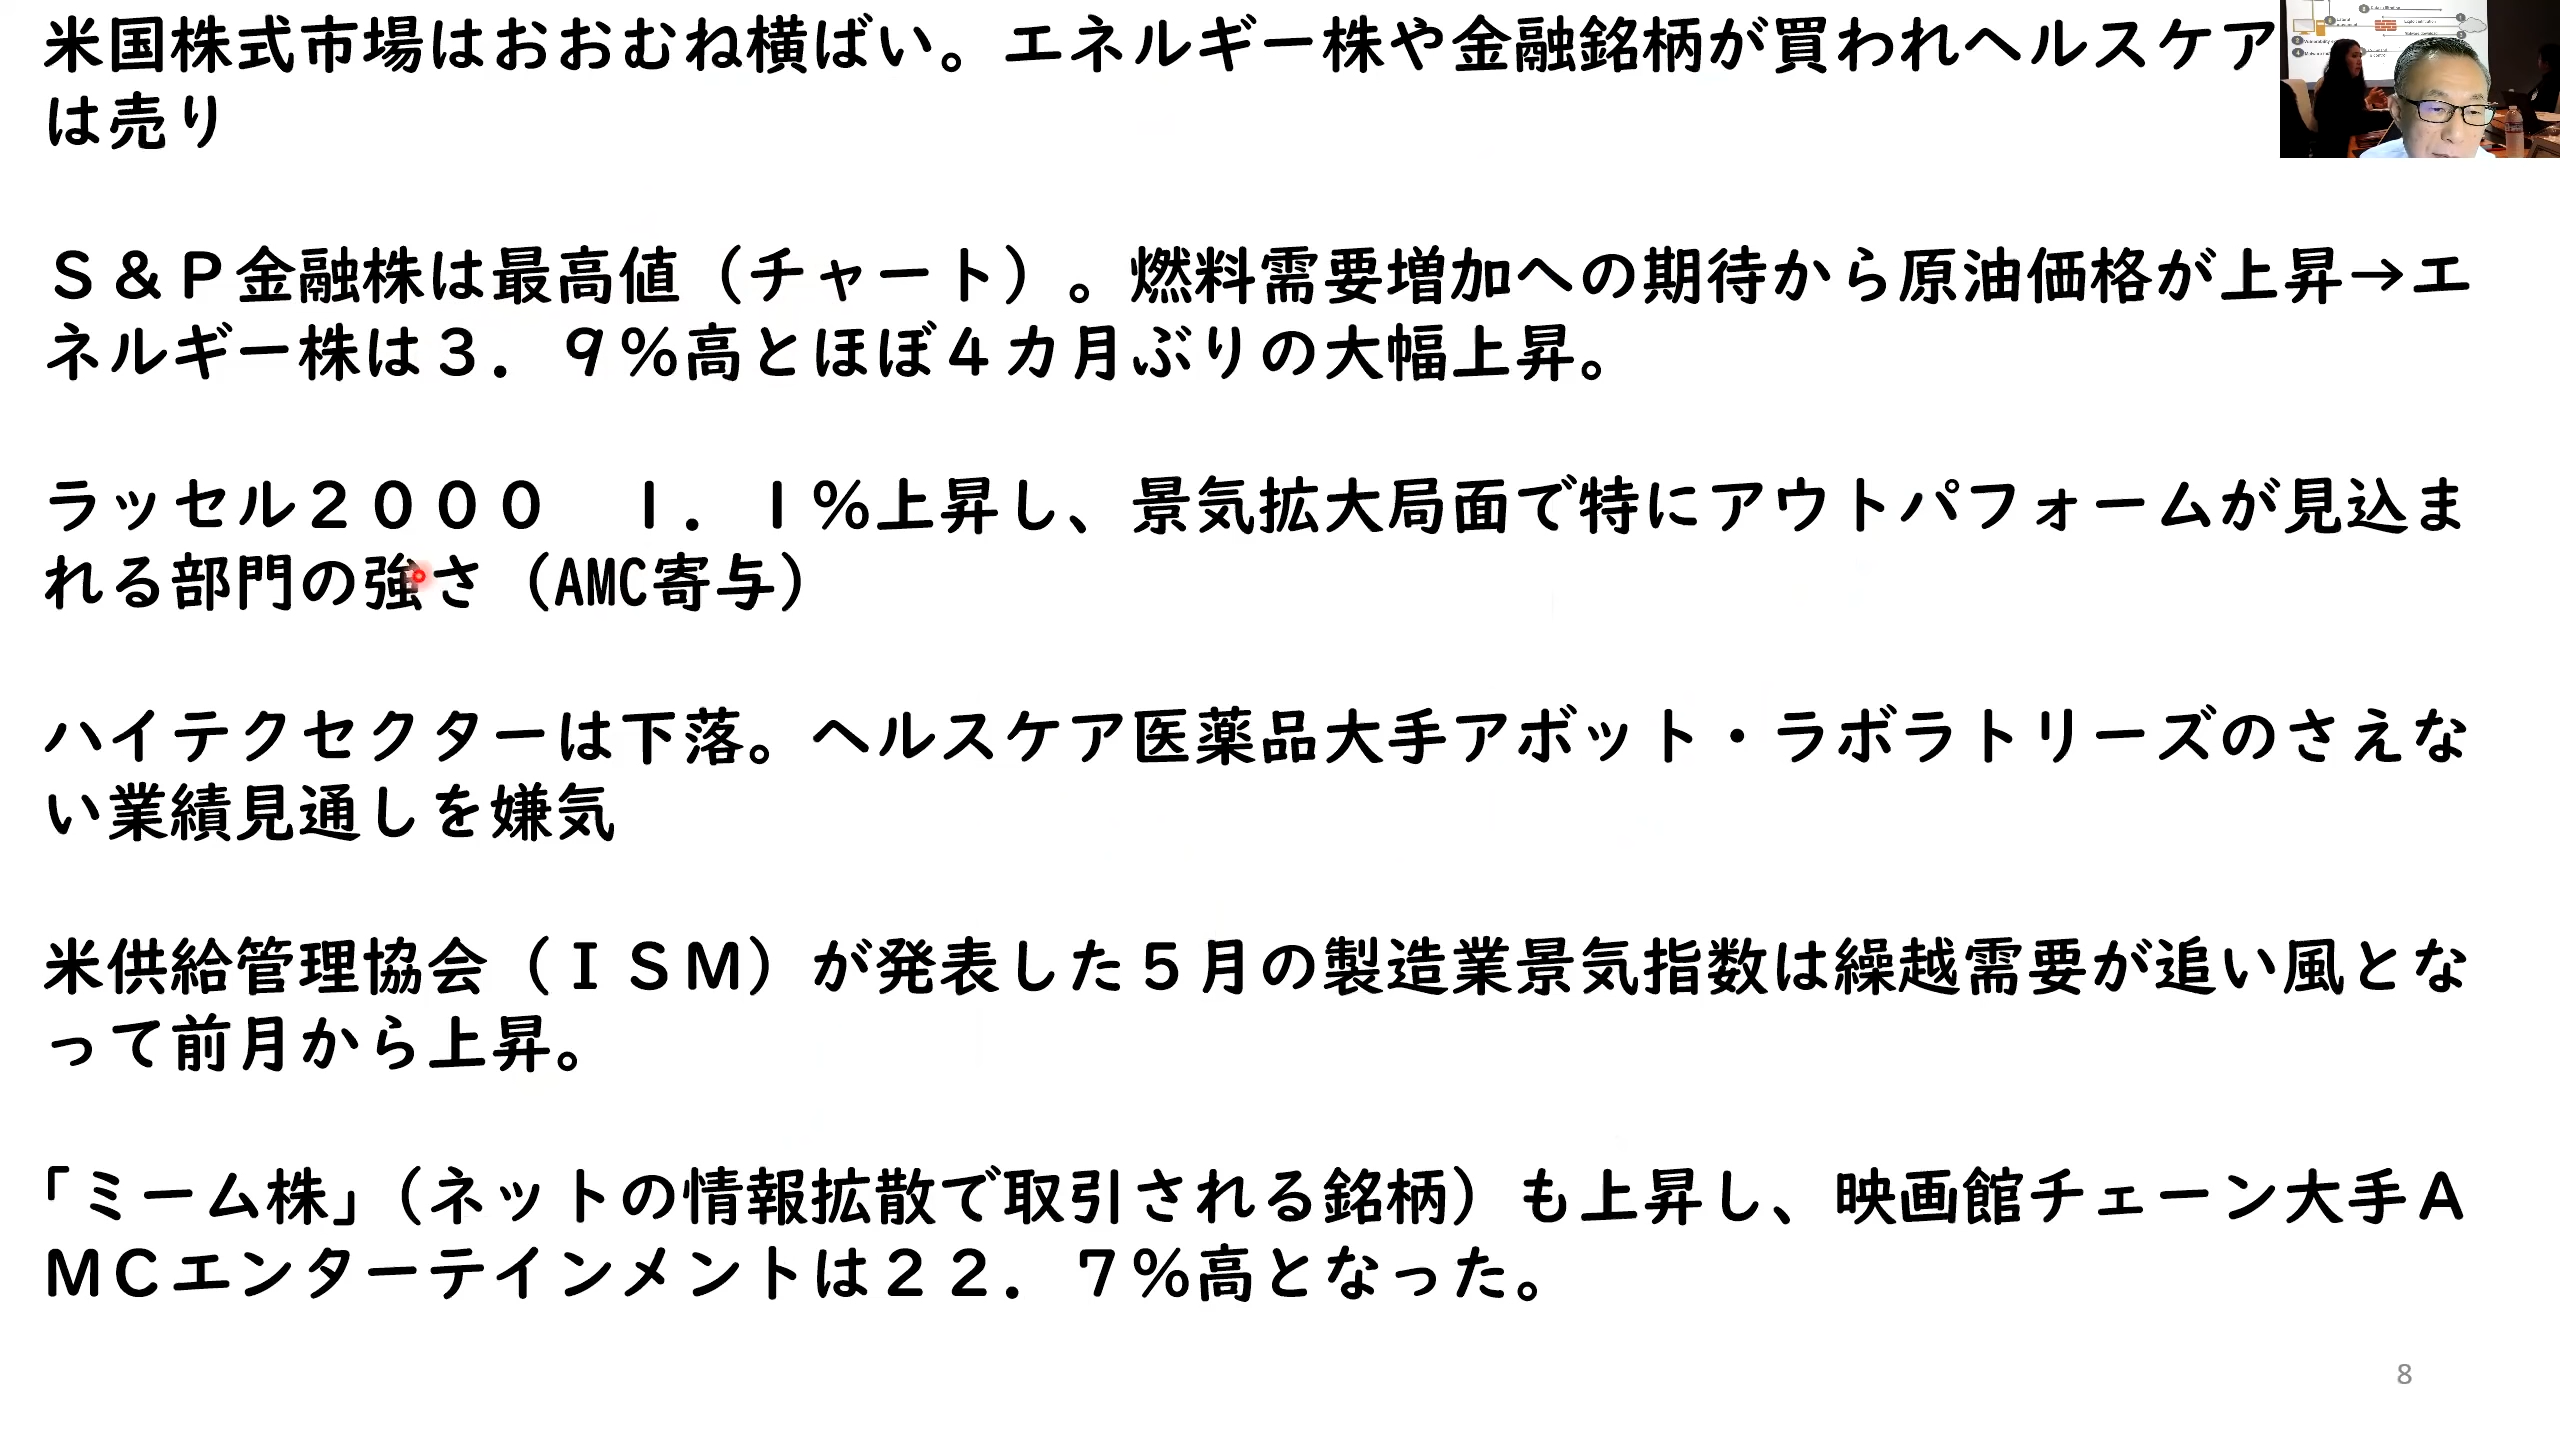 米国株式市場はおおむね横ばい。エネルギー株や金融銘柄が買われヘルスケア
は売り
Ｓ＆Ｐ金融株は最高値（チャート）。燃料需要増加への期待から原油価格が上昇→エ
ネルギー株は３．９％高とほぼ４カ月ぶりの大幅上昇。
ラッセル２０００　１．１％上昇し、景気拡大局面で特にアウトパフォームが見込ま
れる部門の強さ（AMC寄与）
ハイテクセクターは下落。ヘルスケア医薬品大手アボット・ラボラトリーズのさえな
い業績見通しを嫌気
米供給管理協会（ＩＳＭ）が発表した５月の製造業景気指数は繰越需要が追い風とな
って前月から上昇。
「ミーム株」（ネットの情報拡散で取引される銘柄）も上昇し、映画館チェーン大手Ａ
ＭＣエンターテインメントは２２．７％高となった。
8